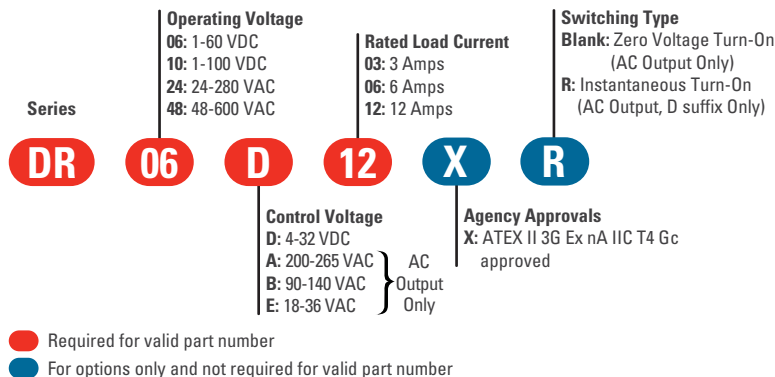 Operating Voltage
06: 1-60 VDC
10: 1-100 VDC
24: 24-280 VAC
48: 48-600 VAC
Rated Load Current
03: 3 Amps
06: 6 Amps
12: 12 Amps
Switching Type
Blank: Zero Voltage Turn-On
(AC Output Only)
R: Instantaneous Turn-On
(AC Output, D suffix Only)
Series
DR 06 D 12 X R
Control Voltage
D: 4-32 VDC
A: 200-265 VAC
B: 90-140 VAC
E: 18-36 VAC
AC
Output
Only
Agency Approvals
X: ATEX II 3G Ex nA IIC T4 Gc
approved
Required for valid part number
For options only and not required for valid part number